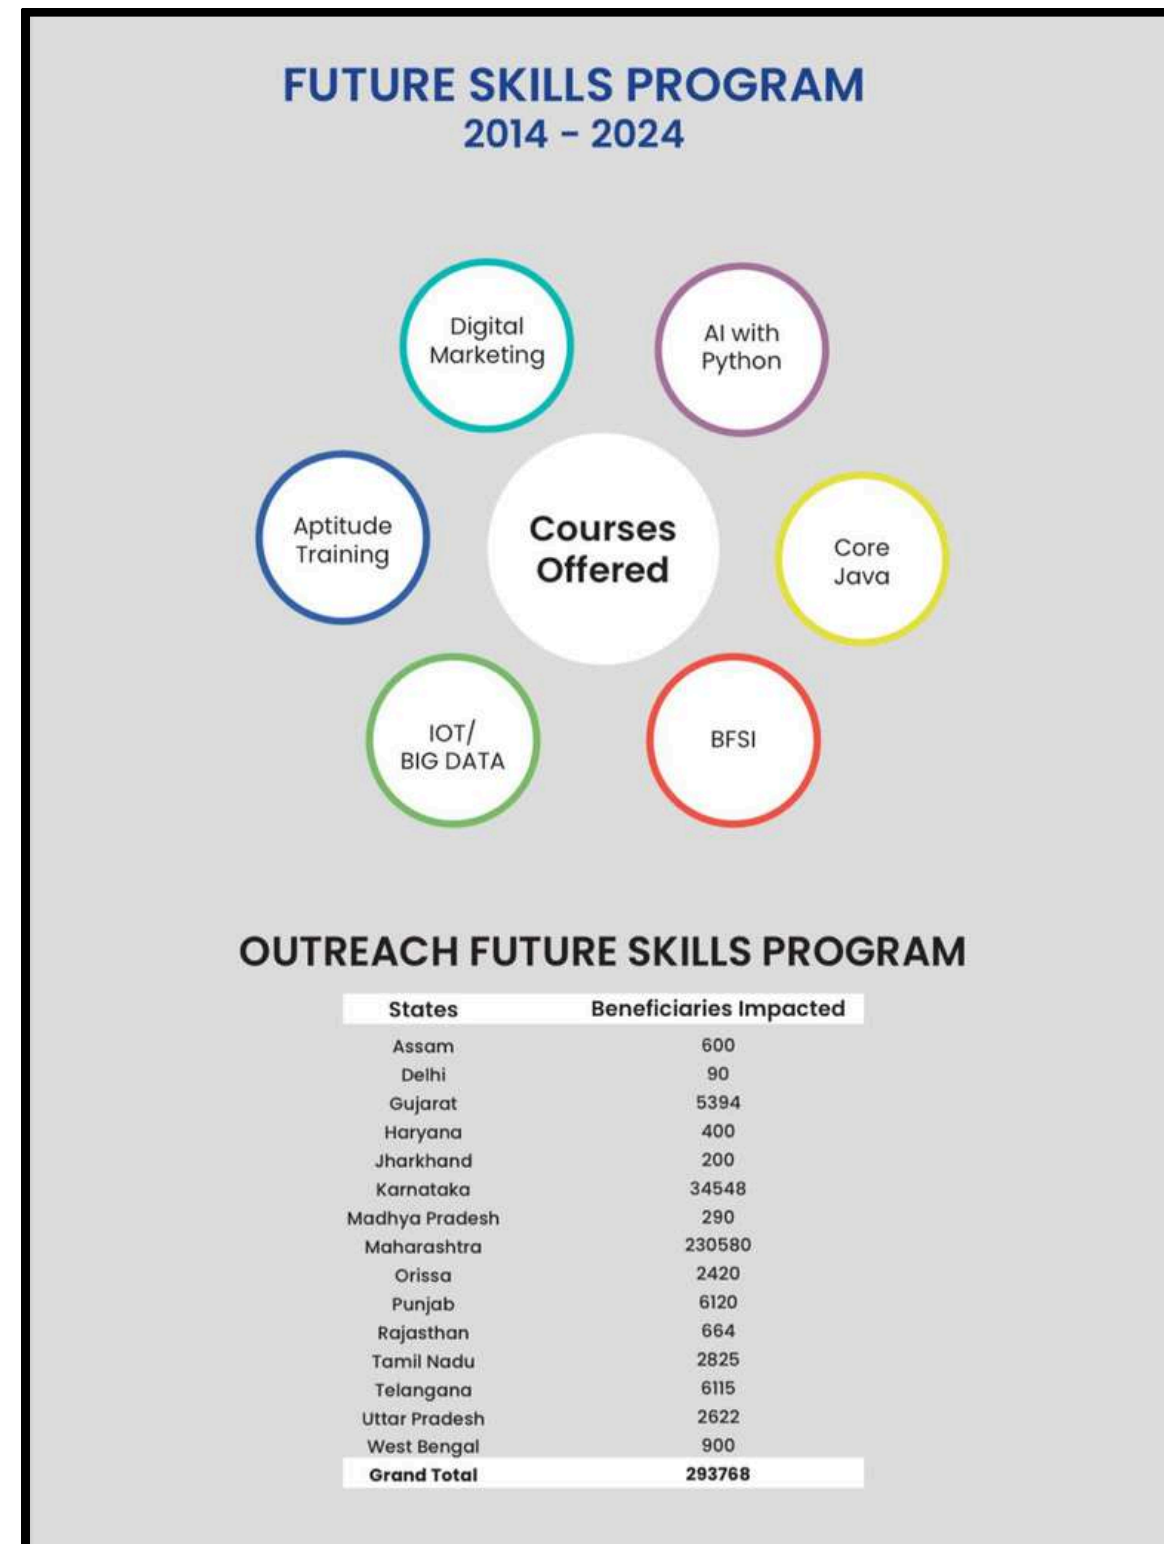 FUTURE SKILLS PROGRAM
2014 - 2024
Digital
Marketing
AI with
Python
Aptitude
Training
Courses
Offered
Core
Java
IOT/
BIG DATA
BFSI
OUTREACH FUTURE SKILLS PROGRAM
States Beneficiaries Impacted
Assam 600
Delhi 90
Gujarat 5394
Haryana 400
Jharkhand 200
Karnataka 34548
Madhya Pradesh 290
Maharashtra 230580
Orissa 2420
Punjab 6120
Rajasthan 664
Tamil Nadu 2825
Telangana 6115
Uttar Pradesh 2622
West Bengal 900
Grand Total 293768